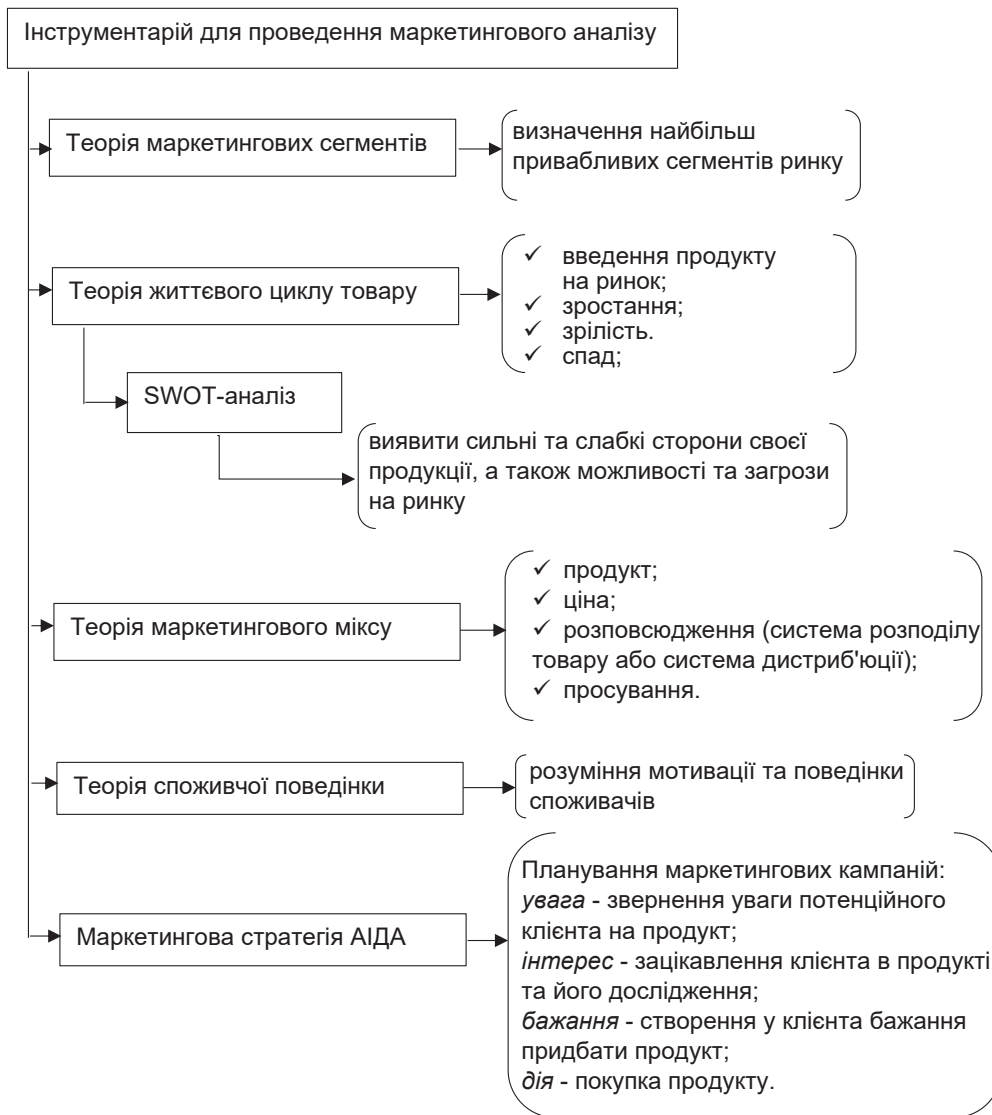 Інструментарій для проведення маркетингового аналізу
Теорія маркетингових сегментів
визначення найбільш
привабливих сегментів ринку
Теорія життєвого циклу товару
✓ введення продукту
на ринок;
✓ зростання;
✓ зрілість.
✓ спад;
SWOT-аналіз
виявити сильні та слабкі сторони своєї
продукції, а також можливості та загрози
на ринку
Теорія маркетингового міксу
✓ продукт;
✓ ціна;
✓ розповсюдження (система розподілу
товару або система дистриб'юції);
✓ просування.
Теорія споживчої поведінки
розуміння мотивації та поведінки
споживачів
Маркетингова стратегія АІДА
Планування маркетингових кампаній:
увага - звернення уваги потенційного
клієнта на продукт;
інтерес - зацікавлення клієнта в продукті
та його дослідження;
бажання - створення у клієнта бажання
придбати продукт;
дія - покупка продукту.